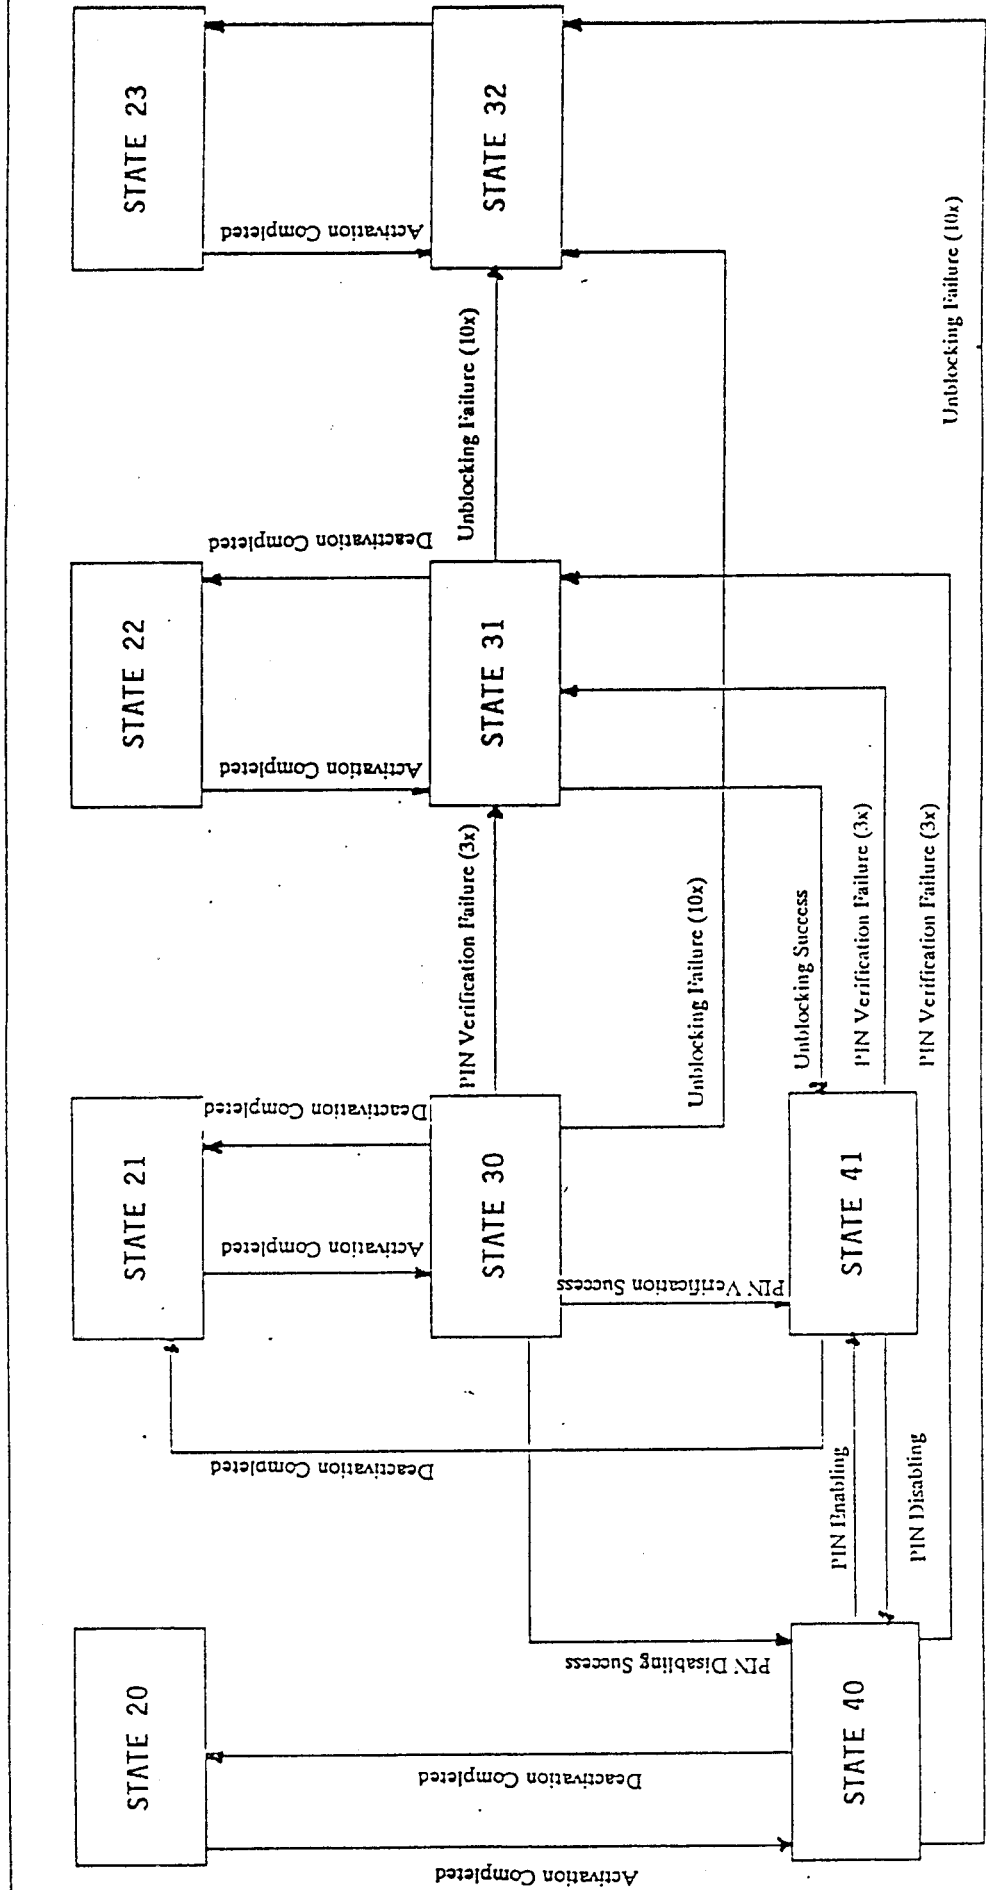 STATE 20
STATE 21
STATE 22
STATE 23
Activation Completed
Deactivation Completed
Deactivation Completed
Activation Completed
Deactivation Completed
Activation Completed
Deactivation Completed
Activation Completed
STATE 30
PIN Verification Failure (3x)
STATE 31
Unblocking Failure (10x)
STATE 32
PIN Disabling Success
PIN Verification Success
Unblocking Failure (10x)
Unblocking Success
STATE 40
PIN Enabling
PIN Disabling
STATE 41
PIN Verification Failure (3x)
PIN Verification Failure (3x)
Unblocking Failure (10x)